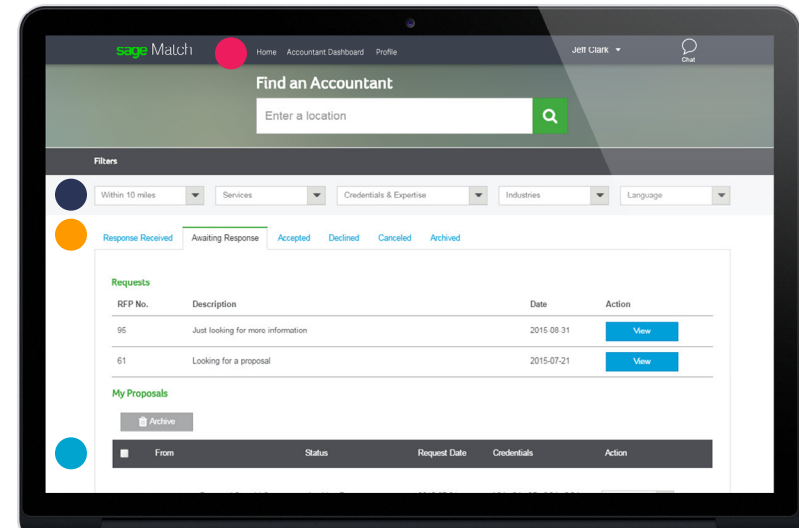 sage Match
Home Accountant Dashboard Profile
Jeff Clark
Chat
Find an Accountant
Enter a location
Filters
Within 10 miles Services Credentials & Expertise Industries Language
Response Received Awaiting Response Accepted Declined Canceled Archived
Requests
RFP No. Description Date Action
95 Just looking for more information 2015-08-31 View
61 Looking for a proposal 2015-07-21 View
My Proposals
Archive
From Status Request Date Credentials Action